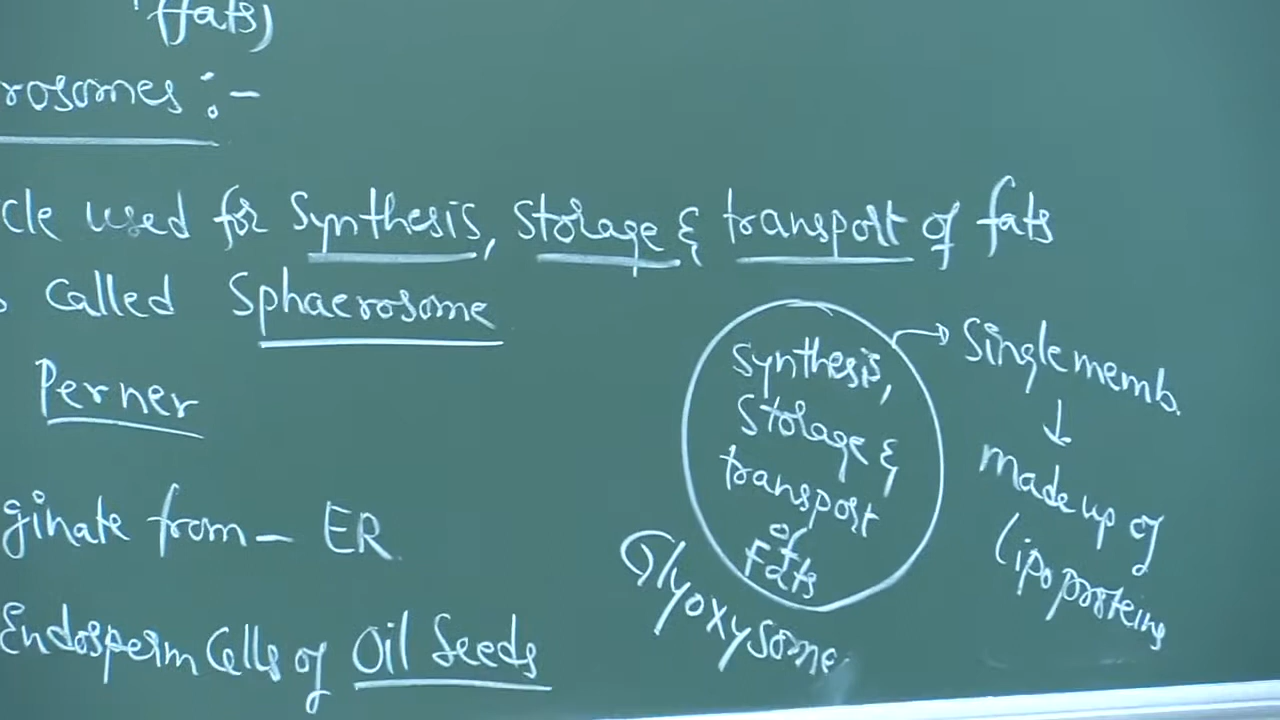 (fats)
rosomes :-
cle used for Synthesis, Storage & transport of fats
called Sphaerosome
Perner
ginate from - ER
Endosperm Cells of Oil Seeds
Synthesis,
Storage &
transport
of
Fats
Single memb.
↓
made up of
lipoproteins
Glyoxysome